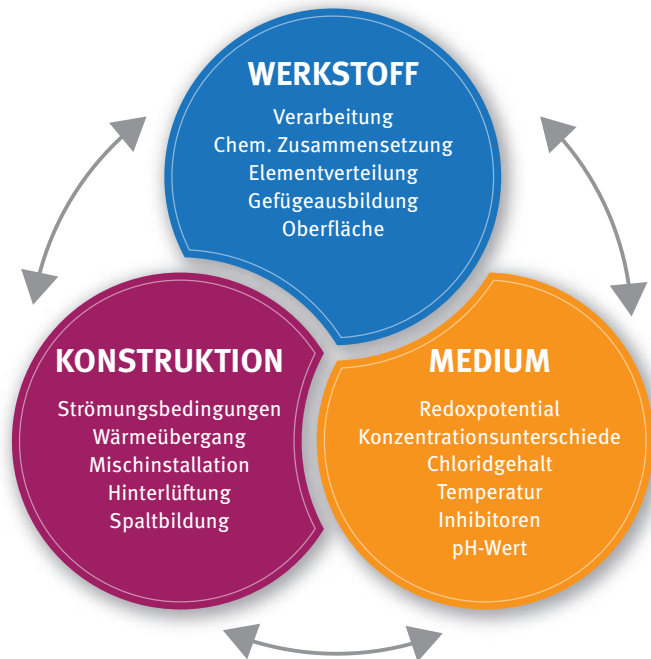 WERKSTOFF
Verarbeitung
Chem. Zusammensetzung
Elementverteilung
Gefügeausbildung
Oberfläche
KONSTRUKTION
Strömungsbedingungen
Wärmeübergang
Mischinstallation
Hinterlüftung
Spaltbildung
MEDIUM
Redoxpotential
Konzentrationsunterschiede
Chloridgehalt
Temperatur
Inhibitoren
pH-Wert